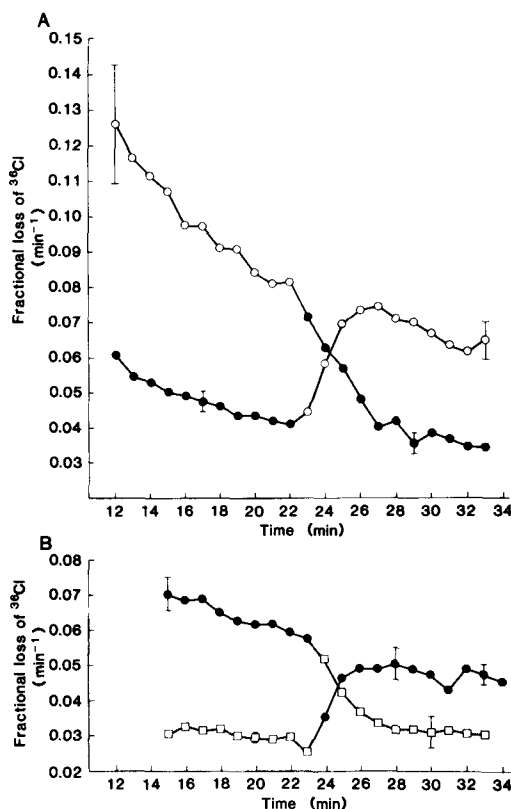 A
0.15
0.14
0.13
0.12
0.11
0.10
0.09
0.08
0.07
0.06
0.05
0.04
0.03
Fractional loss of ³⁶Cl
(min⁻¹)
12 14 16 18 20 22 24 26 28 30 32 34
Time (min)
B
0.08
0.07
0.06
0.05
0.04
0.03
0.02
Fractional loss of ³⁶Cl
(min⁻¹)
12 14 16 18 20 22 24 26 28 30 32 34
Time (min)